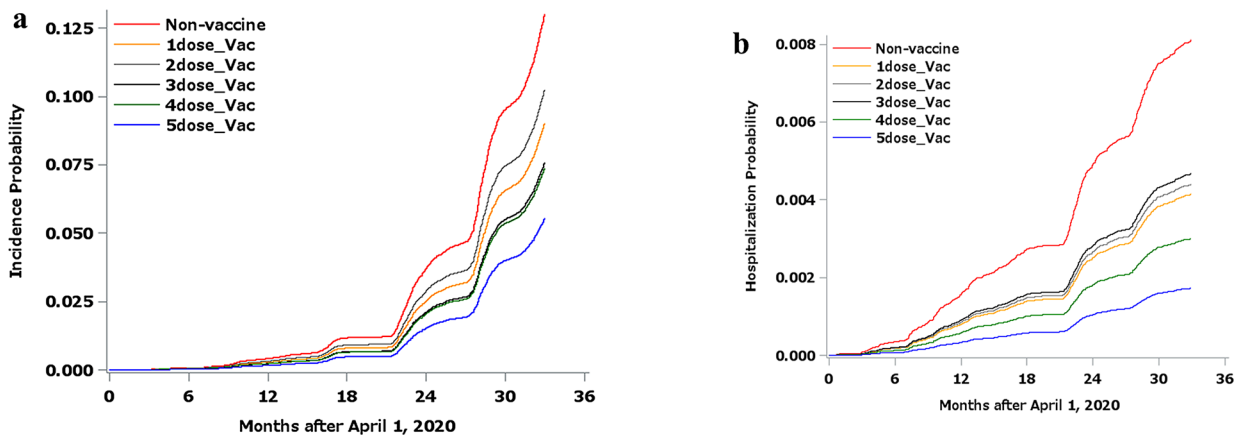 a
Incidence Probability
0.125
0.100
0.075
0.050
0.025
0.000
Non-vaccine
1dose_Vac
2dose_Vac
3dose_Vac
4dose_Vac
5dose_Vac
0 6 12 18 24 30 36
Months after April 1, 2020
b
Hospitalization Probability
0.008
0.006
0.004
0.002
0.000
Non-vaccine
1dose_Vac
2dose_Vac
3dose_Vac
4dose_Vac
5dose_Vac
0 6 12 18 24 30 36
Months after April 1, 2020